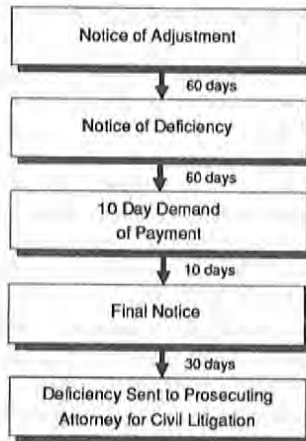 Notice of Adjustment
60 days
Notice of Deficiency
60 days
10 Day Demand
of Payment
10 days
Final Notice
30 days
Deficiency Sent to Prosecuting
Attorney for Civil Litigation